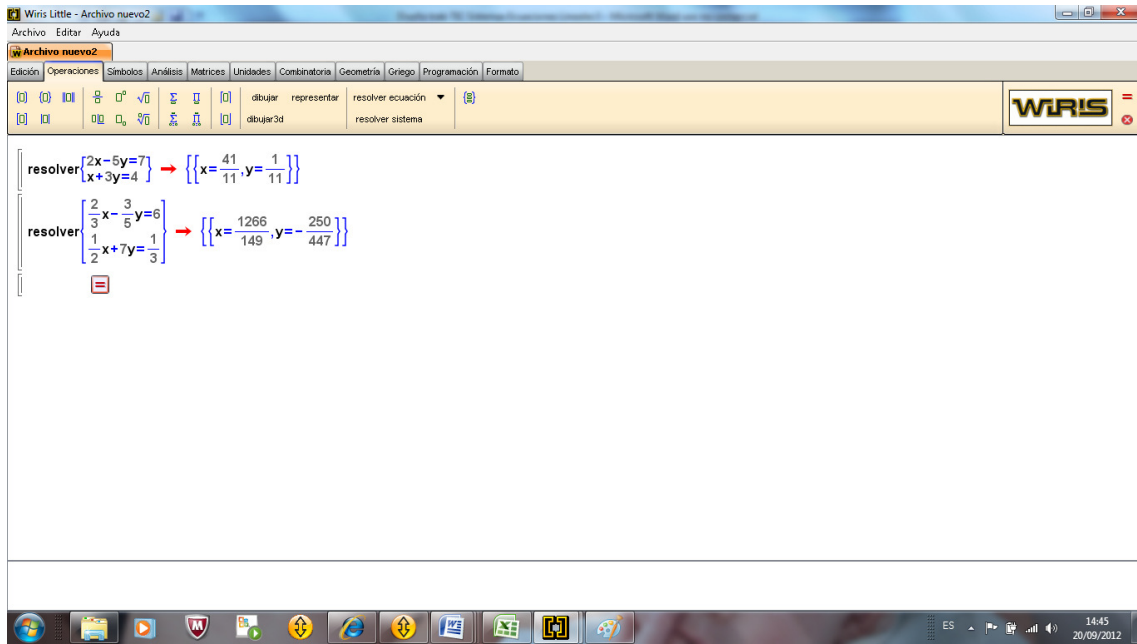 Wiris Little - Archivo nuevo2
Archivo Editar Ayuda
Archivo nuevo2
Edición Operaciones Símbolos Análisis Matrices Unidades Combinatoria Geometría Griego Programación Formato
dibujar representar resolver ecuación
dibujar3d resolver sistema
WIRIS
resolver{2x-5y=7 x+3y=4} → {{x=41/11,y=1/11}}
resolver{2/3x-3/5y=6 1/2x+7y=1/3} → {{x=1266/149,y=-250/447}}
=
ES 14:45
20/09/2012